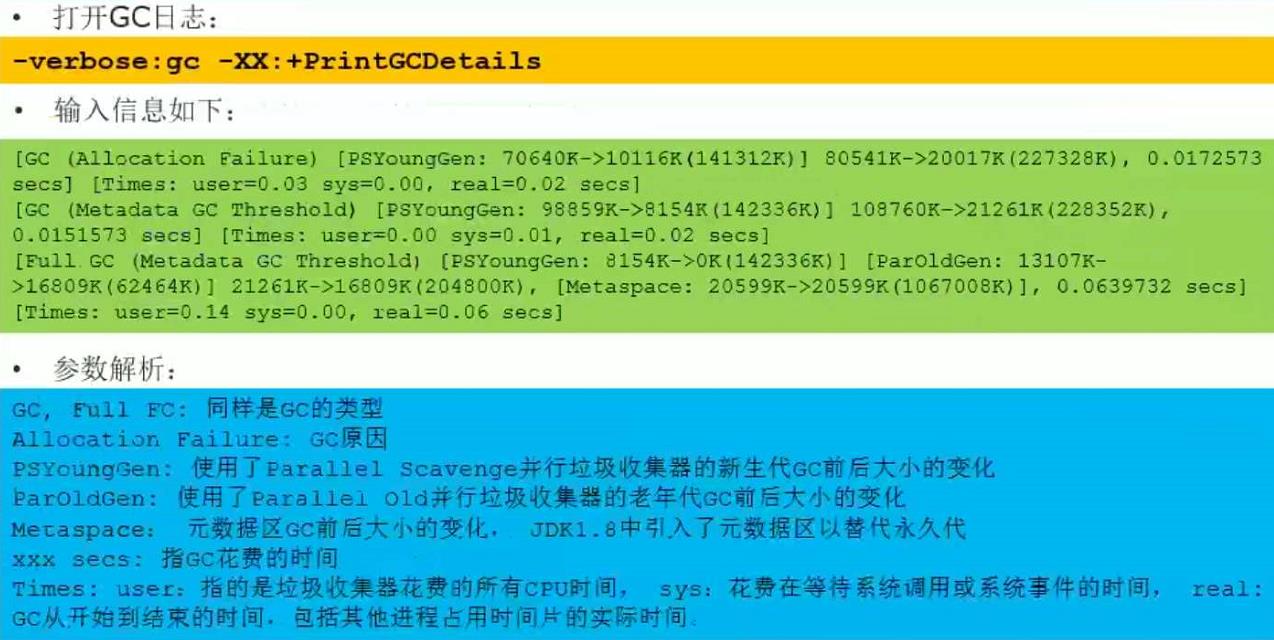 • 打开GC日志：
-verbose:gc -XX:+PrintGCDetails
• 输入信息如下：
[GC (Allocation Failure) [PSYoungGen: 70640K->10116K(141312K)] 80541K->20017K(227328K), 0.0172573
secs] [Times: user=0.03 sys=0.00, real=0.02 secs]
[GC (Metadata GC Threshold) [PSYoungGen: 98859K->8154K(142336K)] 108760K->21261K(228352K),
0.0151573 secs] [Times: user=0.00 sys=0.01, real=0.02 secs]
[Full GC (Metadata GC Threshold) [PSYoungGen: 8154K->0K(142336K)] [ParOldGen: 13107K-
>16809K(62464K)] 21261K->16809K(204800K), [Metaspace: 20599K->20599K(1067008K)], 0.0639732 secs]
[Times: user=0.14 sys=0.00, real=0.06 secs]
• 参数解析：
GC, Full FC: 同样是GC的类型
Allocation Failure: GC原因
PSYoungGen: 使用了Parallel Scavenge并行垃圾收集器的新生代GC前后大小的变化
ParOldGen: 使用了Parallel Old并行垃圾收集器的老年代GC前后大小的变化
Metaspace： 元数据区GC前后大小的变化， JDK1.8中引入了元数据区以替代永久代
xxx secs: 指GC花费的时间
Times: user：指的是垃圾收集器花费的所有CPU时间， sys：花费在等待系统调用或系统事件的时间， real:
GC从开始到结束的时间，包括其他进程占用时间片的实际时间。